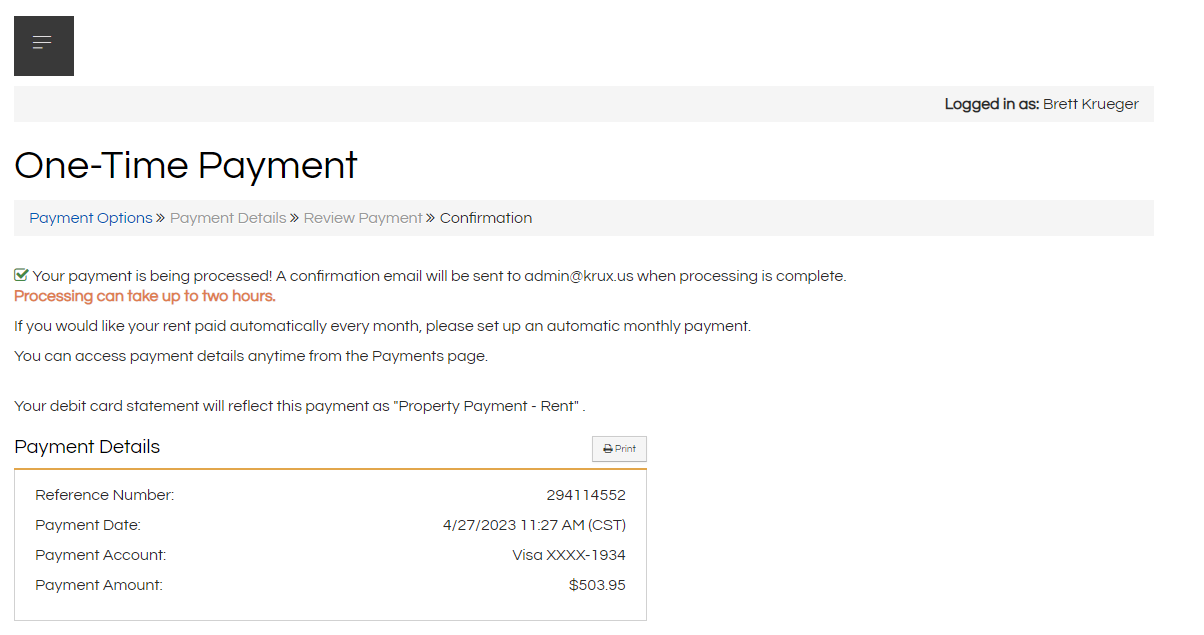 Logged in as: Brett Krueger
One-Time Payment
Payment Options » Payment Details » Review Payment » Confirmation
Your payment is being processed! A confirmation email will be sent to admin@krux.us when processing is complete.
Processing can take up to two hours.
If you would like your rent paid automatically every month, please set up an automatic monthly payment.
You can access payment details anytime from the Payments page.
Your debit card statement will reflect this payment as "Property Payment - Rent" .
Payment Details Print
Reference Number: 294114552
Payment Date: 4/27/2023 11:27 AM (CST)
Payment Account: Visa XXXX-1934
Payment Amount: $503.95